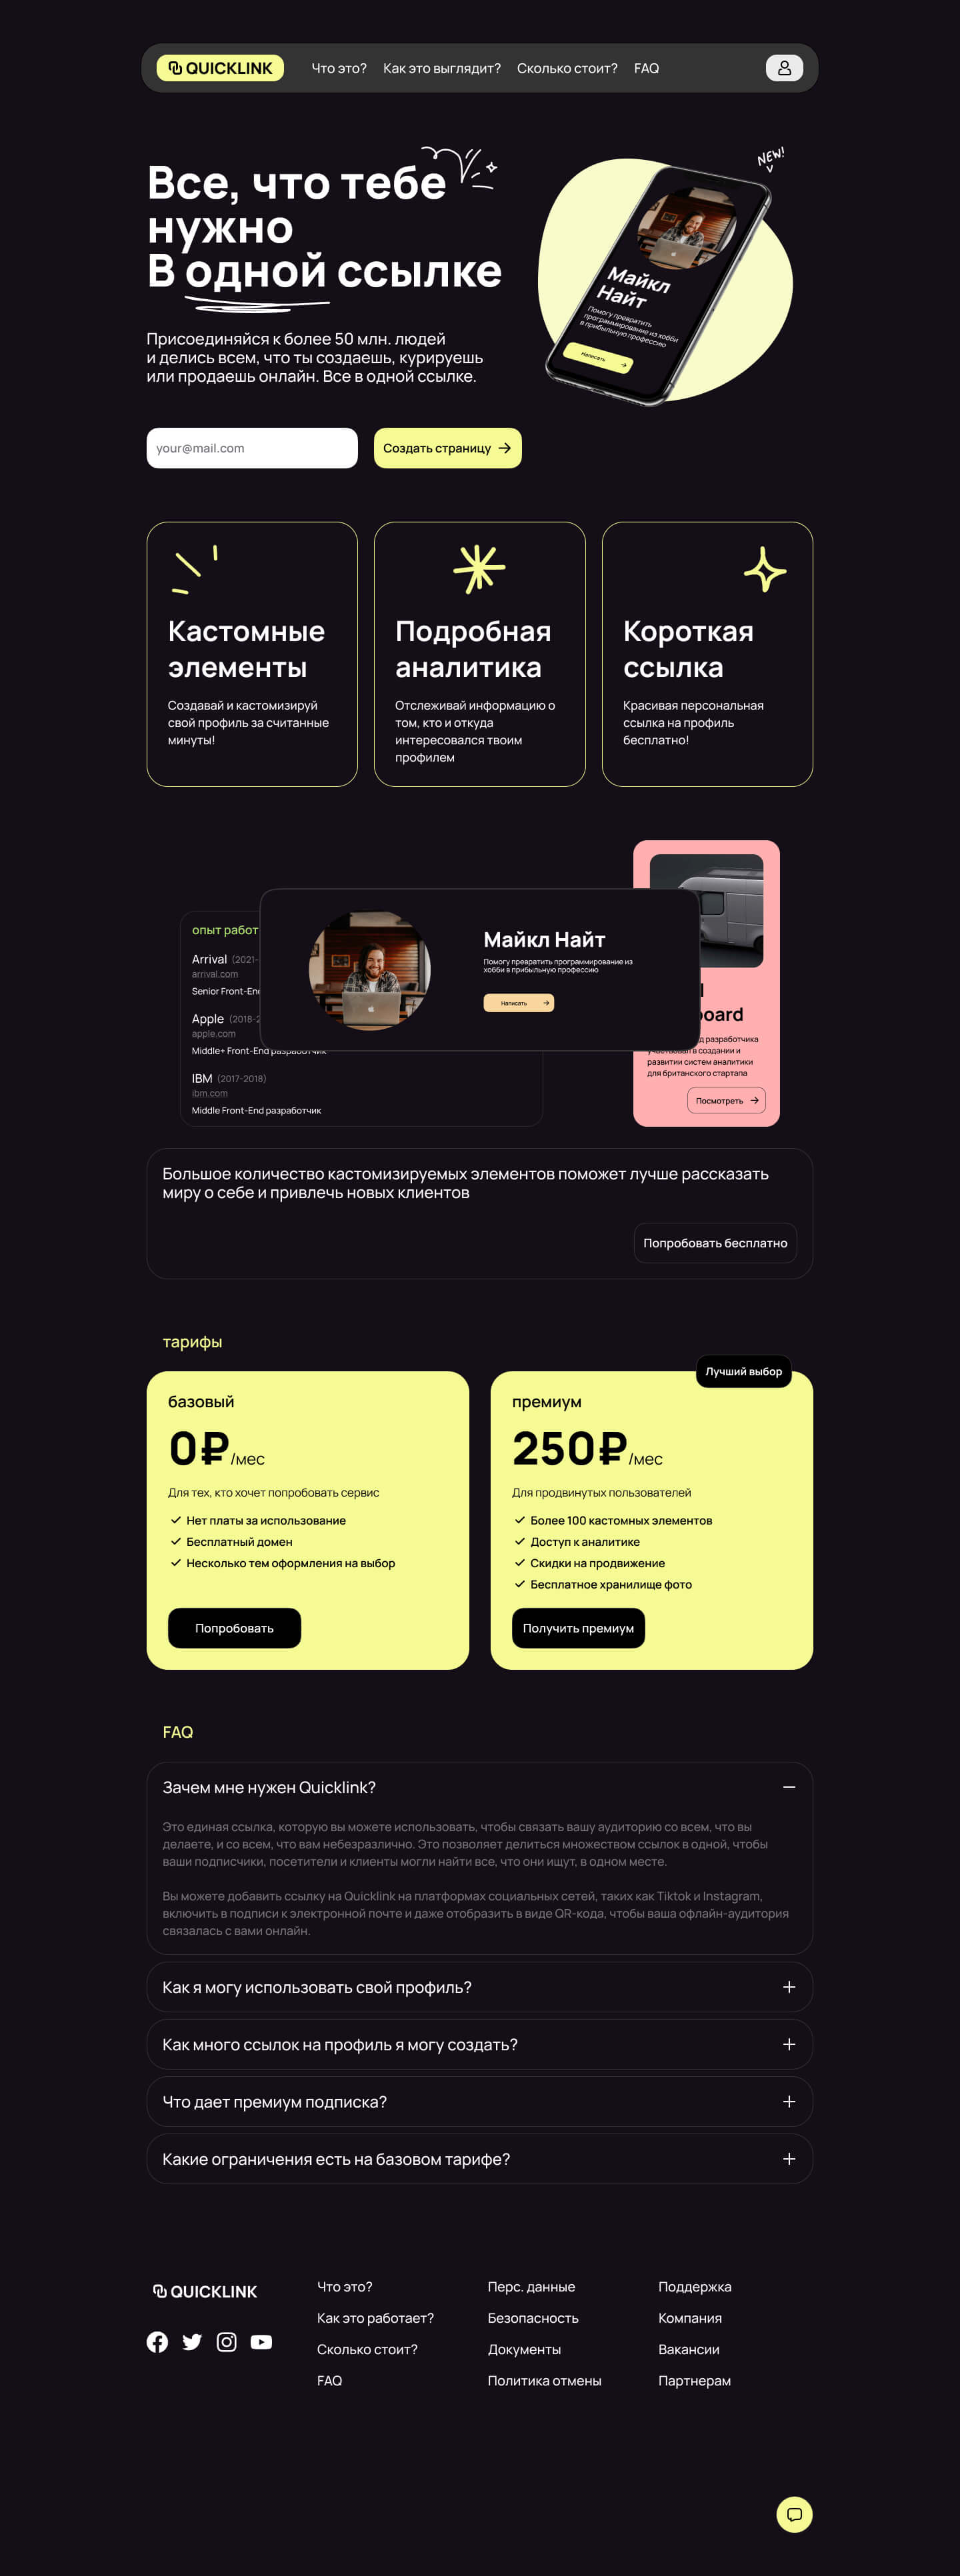 QUICKLINK
Что это? Как это выглядит? Сколько стоит? FAQ
Все, что тебе
нужно
В одной ссылке
NEW!
Майкл
Найт
Помогу превратить
программирование из хобби
в прибыльную профессию
Написать
Присоединяйся к более 50 млн. людей
и делись всем, что ты создаешь, курируешь
или продаешь онлайн. Все в одной ссылке.
your@mail.com
Создать страницу
Кастомные
элементы
Создавай и кастомизируй
свой профиль за считанные
минуты!
Подробная
аналитика
Отслеживай информацию о
том, кто и откуда
интересовался твоим
профилем
Короткая
ссылка
Красивая персональная
ссылка на профиль
бесплатно!
опыт работ
Arrival (2021-
arrival.com
Senior Front-End
Apple (2018-2
apple.com
Middle+ Front-End разработчик
IBM (2017-2018)
ibm.com
Middle Front-End разработчик
Майкл Найт
Помогу превратить программирование из
хобби в прибыльную профессию
Написать
board
разработчика
участвовал в создании и
развитии систем аналитики
для британского стартапа
Посмотреть
Большое количество кастомизируемых элементов поможет лучше рассказать
миру о себе и привлечь новых клиентов
Попробовать бесплатно
тарифы
базовый
0₽/мес
Для тех, кто хочет попробовать сервис
Нет платы за использование
Бесплатный домен
Несколько тем оформления на выбор
Попробовать
Лучший выбор
премиум
250₽/мес
Для продвинутых пользователей
Более 100 кастомных элементов
Доступ к аналитике
Скидки на продвижение
Бесплатное хранилище фото
Получить премиум
FAQ
Зачем мне нужен Quicklink?
Это единая ссылка, которую вы можете использовать, чтобы связать вашу аудиторию со всем, что вы
делаете, и со всем, что вам небезразлично. Это позволяет делиться множеством ссылок в одной, чтобы
ваши подписчики, посетители и клиенты могли найти все, что они ищут, в одном месте.
Вы можете добавить ссылку на Quicklink на платформах социальных сетей, таких как Tiktok и Instagram,
включить в подписи к электронной почте и даже отобразить в виде QR-кода, чтобы ваша офлайн-аудитория
связалась с вами онлайн.
Как я могу использовать свой профиль?
Как много ссылок на профиль я могу создать?
Что дает премиум подписка?
Какие ограничения есть на базовом тарифе?
QUICKLINK
Что это?
Как это работает?
Сколько стоит?
FAQ
Перс. данные
Безопасность
Документы
Политика отмены
Поддержка
Компания
Вакансии
Партнерам